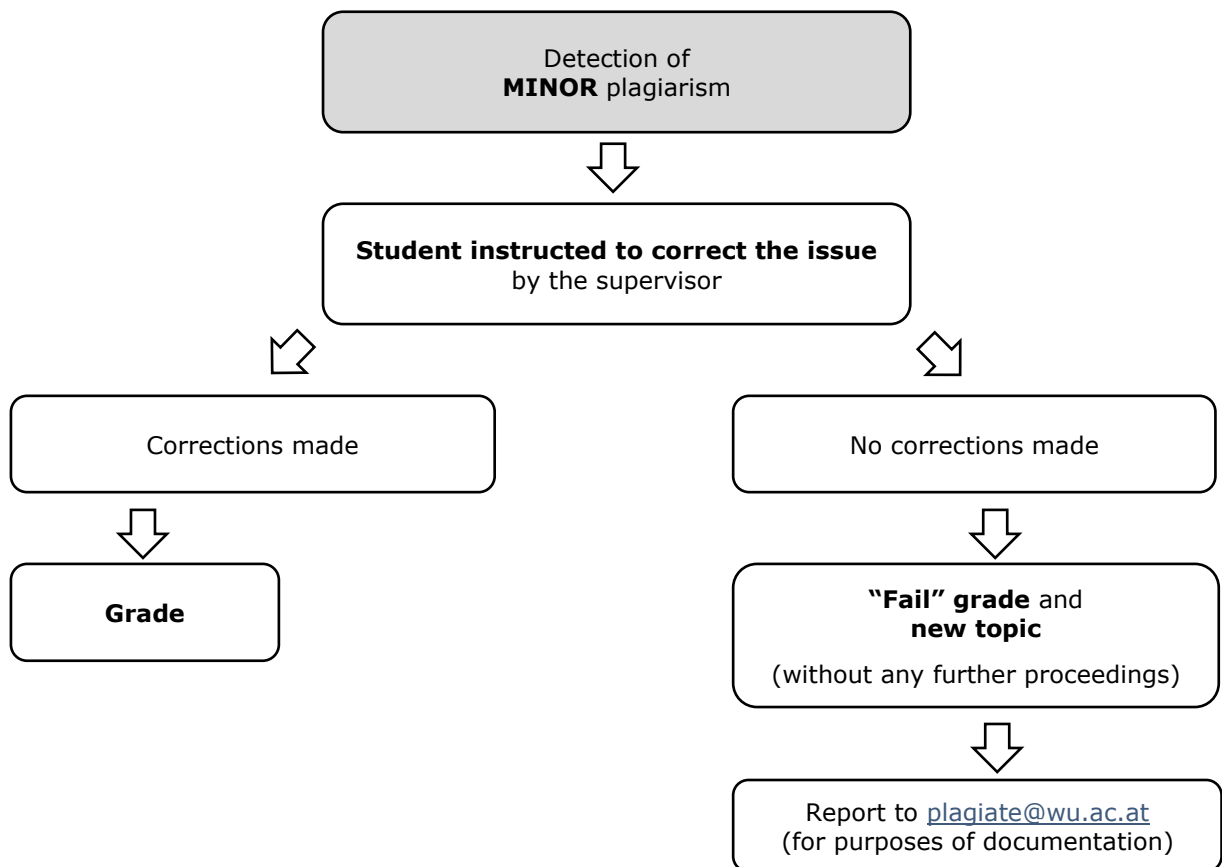 Detection of
MINOR plagiarism
Student instructed to correct the issue
by the supervisor
Corrections made
No corrections made
Grade
“Fail” grade and
new topic
(without any further proceedings)
Report to plagiate@wu.ac.at
(for purposes of documentation)